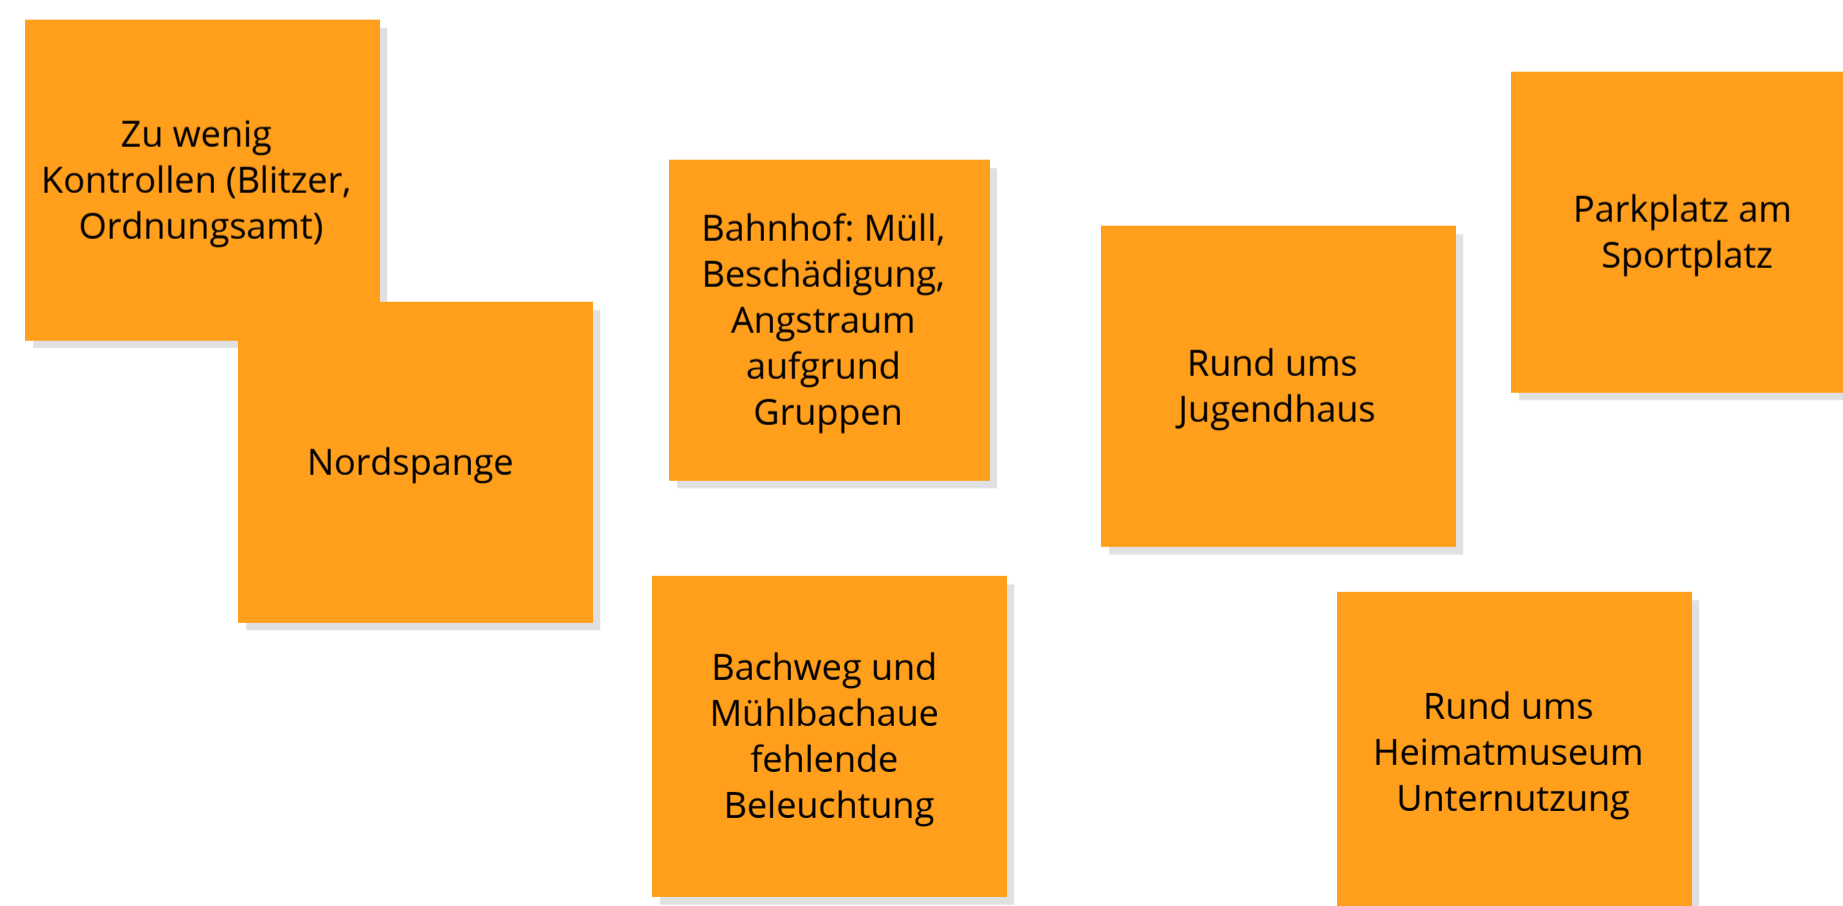 Zu wenig
Kontrollen (Blitzer,
Ordnungsamt)
Nordspange
Bahnhof: Müll,
Beschädigung,
Angstraum
aufgrund
Gruppen
Bachweg und
Mühlbachaue
fehlende
Beleuchtung
Rund ums
Jugendhaus
Parkplatz am
Sportplatz
Rund ums
Heimatmuseum
Unternutzung